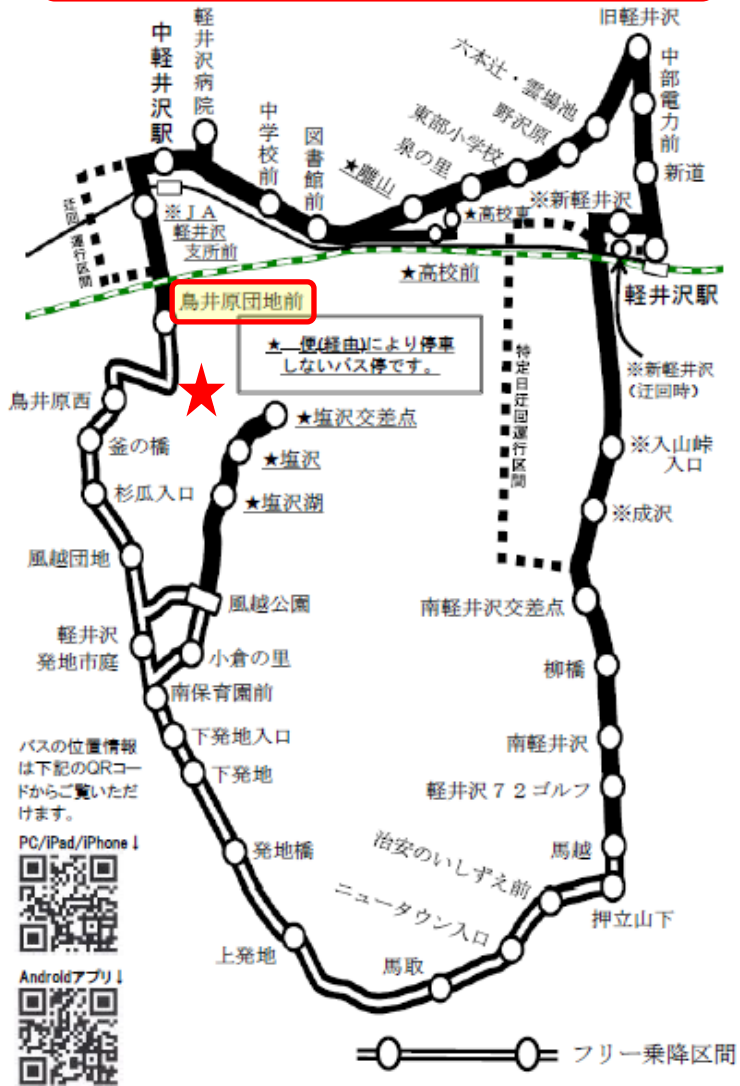 旧軽井沢
軽井沢病院
中軽井沢駅
六本辻・雲場池
中部電力前
野沢原
東部小学校
泉の里
中学校前
図書館前
★離山
新道
※新軽井沢
★高校東
※JA
軽井沢
支所前
迂回運行区間
★高校前
軽井沢駅
鳥井原団地前
★ 便(経由)により停車
しないバス停です。
特定日迂回運行区間
※新軽井沢
(迂回時)
鳥井原西
★塩沢交差点
釜の橋
★塩沢
※入山峠
入口
杉瓜入口
★塩沢湖
※成沢
風越団地
風越公園
南軽井沢交差点
軽井沢
発地市庭
小倉の里
柳橋
南保育園前
下発地入口
南軽井沢
バスの位置情報
は下記のQRコー
ドからご覧いただ
けます。
下発地
軽井沢72ゴルフ
PC/iPad/iPhone↓
発地橋
治安のいしずえ前
馬越
ニュータウン入口
押立山下
上発地
馬取
Androidアプリ↓
フリー乗降区間